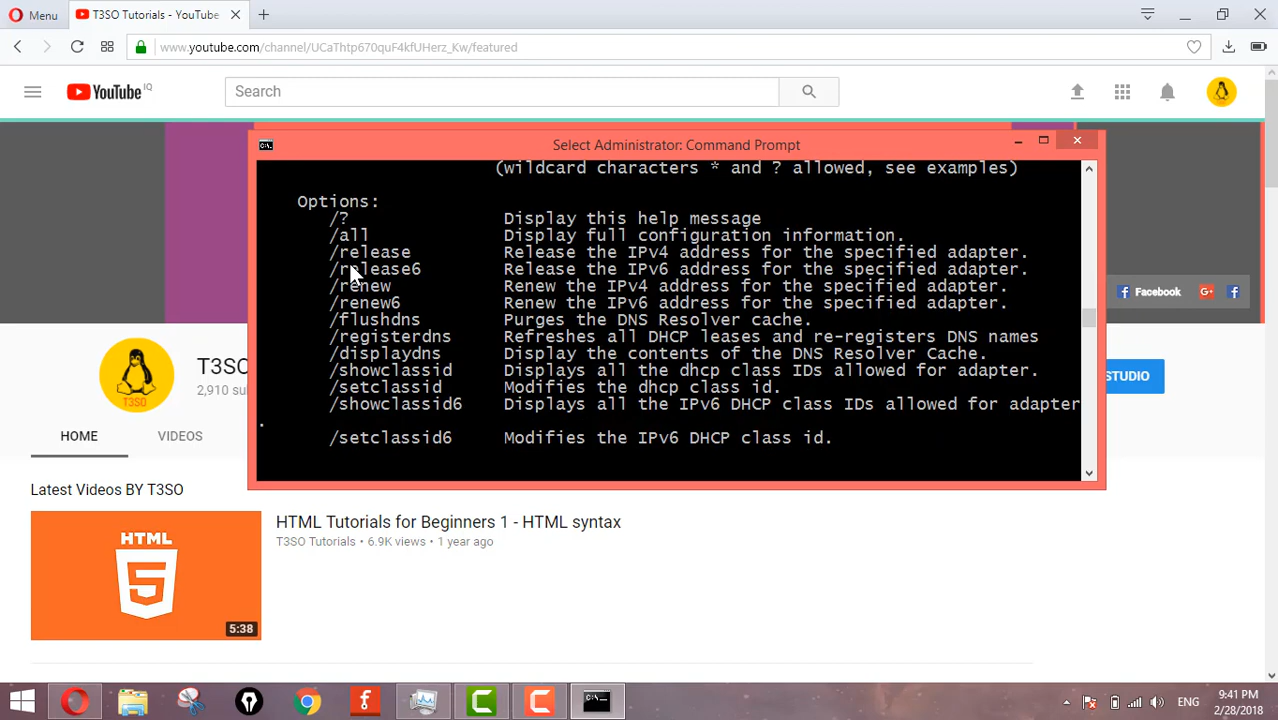 Menu
T3SO Tutorials - YouTube
www.youtube.com/channel/UCaThtp670quF4kfUHerz_Kw/featured
YouTube IQ
Search
Select Administrator: Command Prompt
(wildcard characters * and ? allowed, see examples)
Options:
/? Display this help message
/all Display full configuration information.
/release Release the IPv4 address for the specified adapter.
/release6 Release the IPv6 address for the specified adapter.
/renew Renew the IPv4 address for the specified adapter.
/renew6 Renew the IPv6 address for the specified adapter.
/flushdns Purges the DNS Resolver cache.
/registerdns Refreshes all DHCP leases and re-registers DNS names
/displaydns Display the contents of the DNS Resolver Cache.
/showclassid Displays all the dhcp class IDs allowed for adapter.
/setclassid Modifies the dhcp class id.
/showclassid6 Displays all the IPv6 DHCP class IDs allowed for adapter
.
/setclassid6 Modifies the IPv6 DHCP class id.
Facebook
G+
T3SO
2,910 su
STUDIO
T3SO
HOME VIDEOS
Latest Videos BY T3SO
HTML Tutorials for Beginners 1 - HTML syntax
T3SO Tutorials • 6.9K views • 1 year ago
HTML
5
5:38
ENG
9:41 PM
2/28/2018